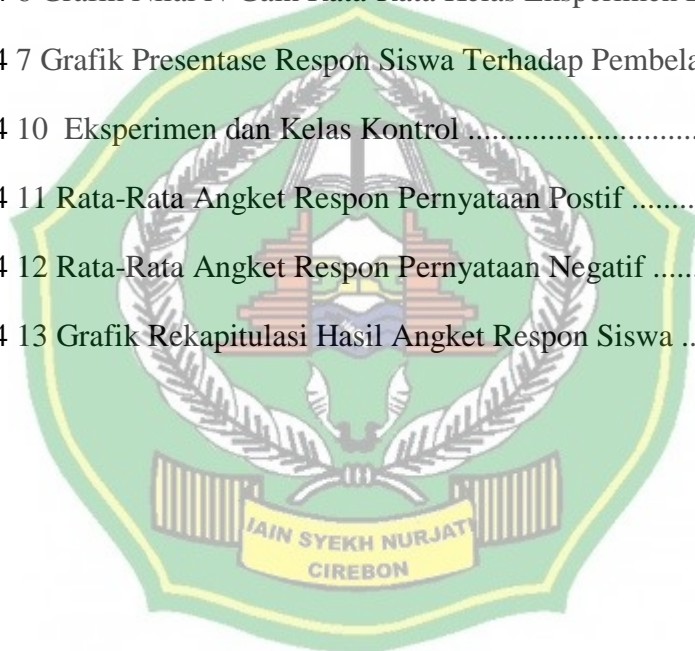 7 Grafik Presentase Respon Siswa Terhadap
4 10 Eksperimen dan Kelas Kontrol ..............................
4 11 Rata-Rata Angket Respon Pernyataan Postif ........
4 12 Rata-Rata Angket Respon Pernyataan Negatif ......
4 13 Grafik Rekapitulasi Hasil Angket Respon Siswa ..
IAIN SYEKH NURJATI
CIREBON